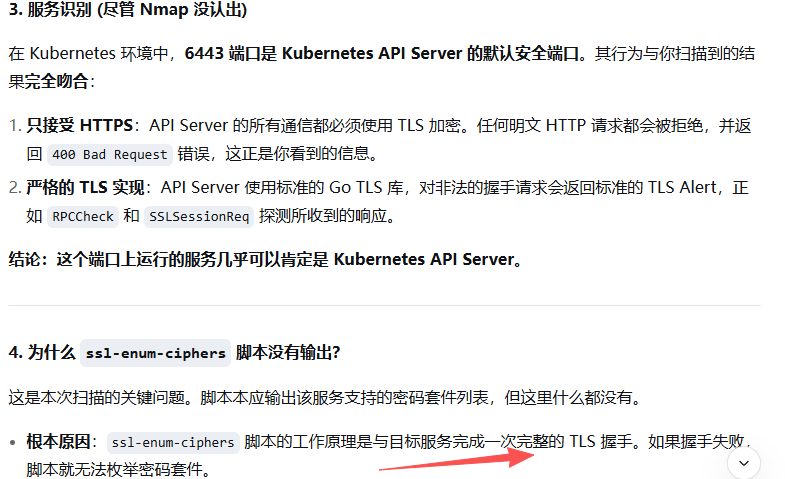 3. 服务识别 (尽管 Nmap 没认出)
在 Kubernetes 环境中，6443 端口是 Kubernetes API Server 的默认安全端口。其行为与你扫描到的结
果完全吻合：
1. 只接受 HTTPS：API Server 的所有通信都必须使用 TLS 加密。任何明文 HTTP 请求都会被拒绝，并返
回 400 Bad Request 错误，这正是你看到的信息。
2. 严格的 TLS 实现：API Server 使用标准的 Go TLS 库，对非法的握手请求会返回标准的 TLS Alert，正
如 RPCCheck 和 SSLSessionReq 探测所收到的响应。
结论：这个端口上运行的服务几乎可以肯定是 Kubernetes API Server。
4. 为什么 ssl-enum-ciphers 脚本没有输出？
这是本次扫描的关键问题。脚本本应输出该服务支持的密码套件列表，但这里什么都没有。
• 根本原因：ssl-enum-ciphers 脚本的工作原理是与目标服务完成一次完整的 TLS 握手。如果握手失败，
脚本就无法枚举密码套件。